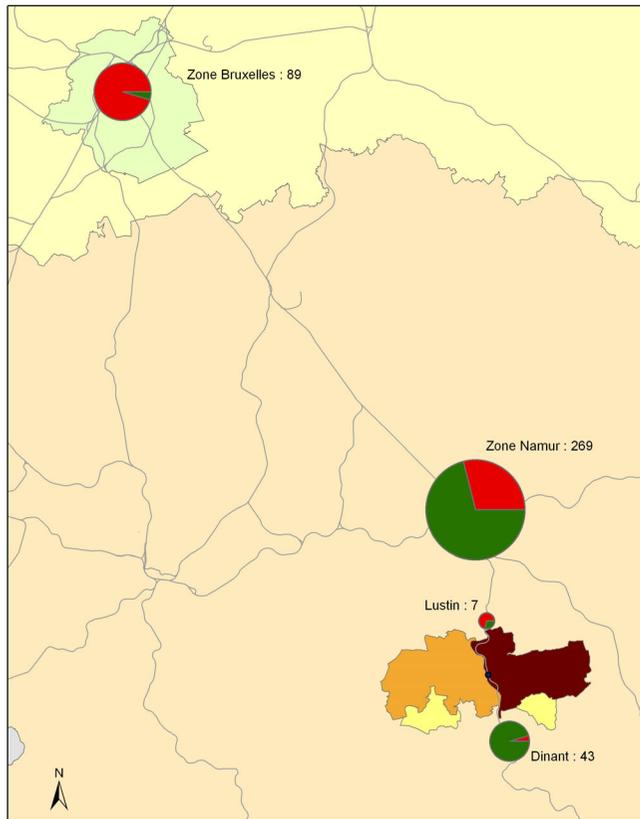 Zone Bruxelles : 89
Zone Namur : 269
Lustin : 7
Dinant : 43
N